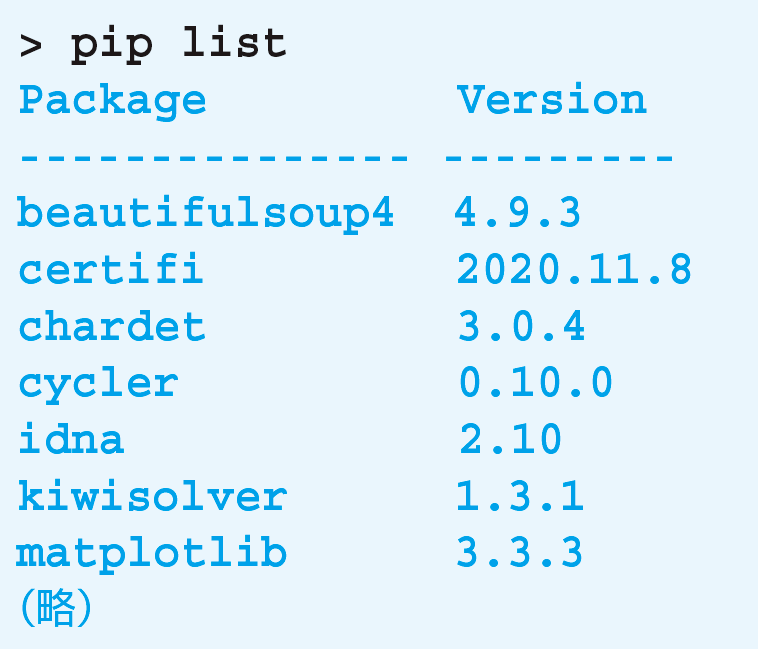 > pip list
Package Version
--------------- ---------
beautifulsoup4 4.9.3
certifi 2020.11.8
chardet 3.0.4
cycler 0.10.0
idna 2.10
kiwisolver 1.3.1
matplotlib 3.3.3
（略）